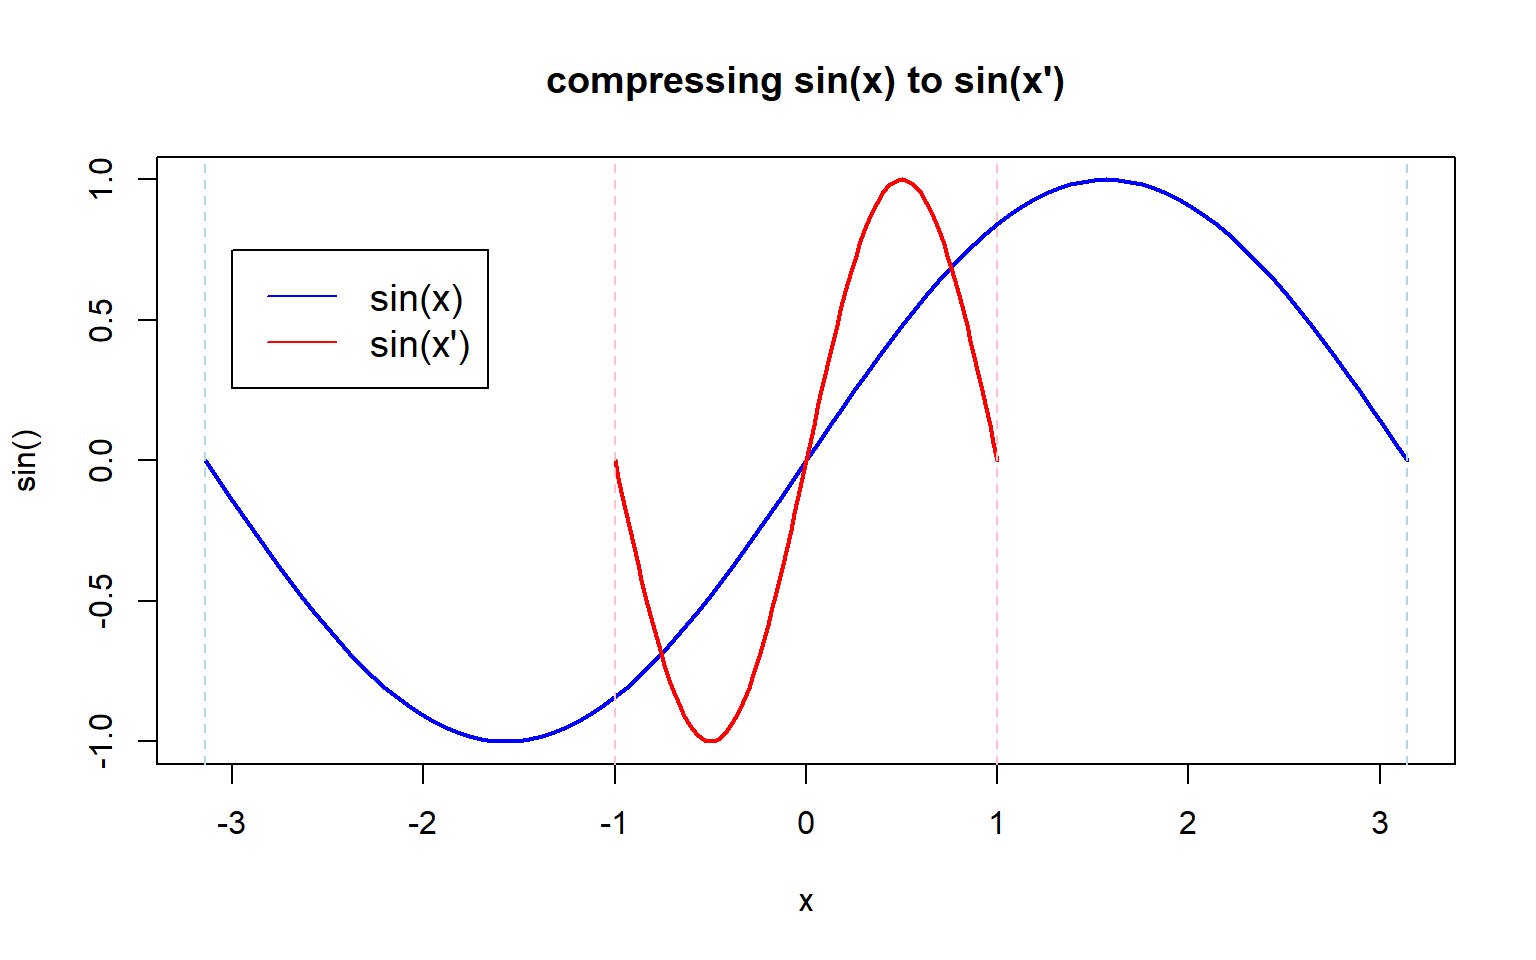 compressing sin(x) to sin(x')
sin(x)
sin(x')
sin()
1.0
0.5
0.0
-0.5
-1.0
-3 -2 -1 0 1 2 3
x